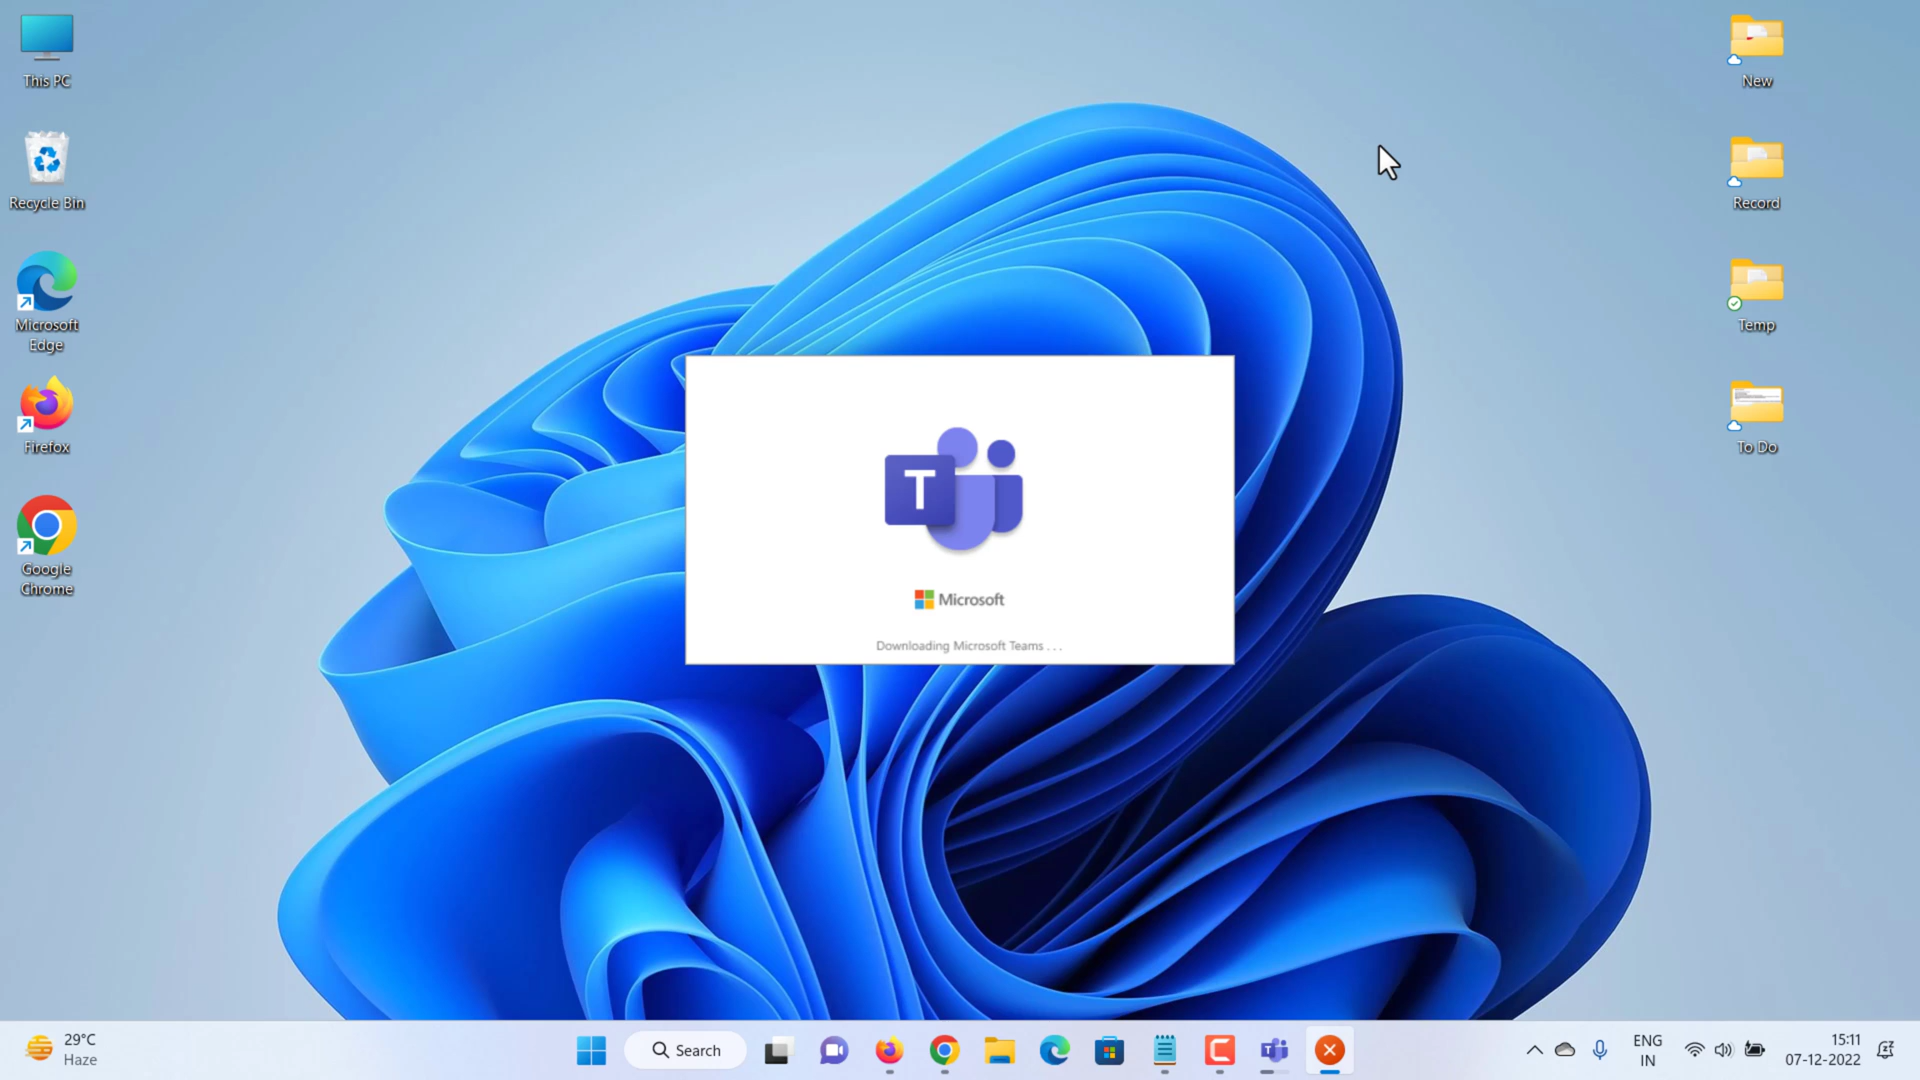 This PC
Recycle Bin
Microsoft
Edge
Firefox
Google
Chrome
New
Record
Temp
To Do
T
Microsoft
Downloading Microsoft Teams . . .
29°C
Haze
Search
ENG
IN
15:11
07-12-2022